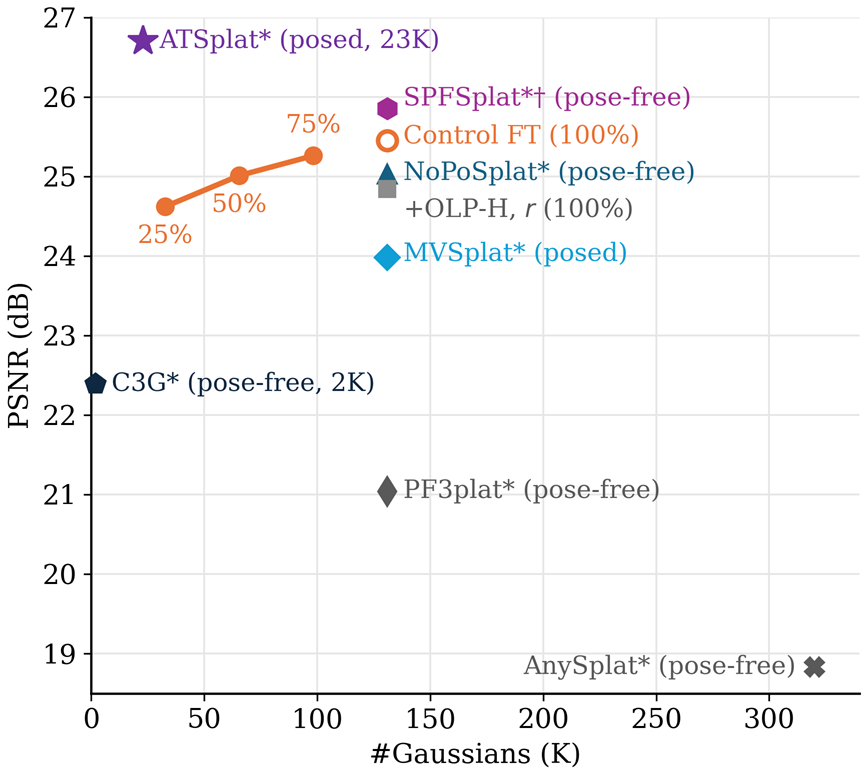 27
ATSplat* (posed, 23K)
26
SPFSplat*† (pose-free)
75%
Control FT (100%)
25
NoPoSplat* (pose-free)
50%
+OLP-H, r (100%)
25%
24
MVSplat* (posed)
23
PSNR (dB)
C3G* (pose-free, 2K)
22
21
PF3plat* (pose-free)
20
19
AnySplat* (pose-free)
0 50 100 150 200 250 300
#Gaussians (K)